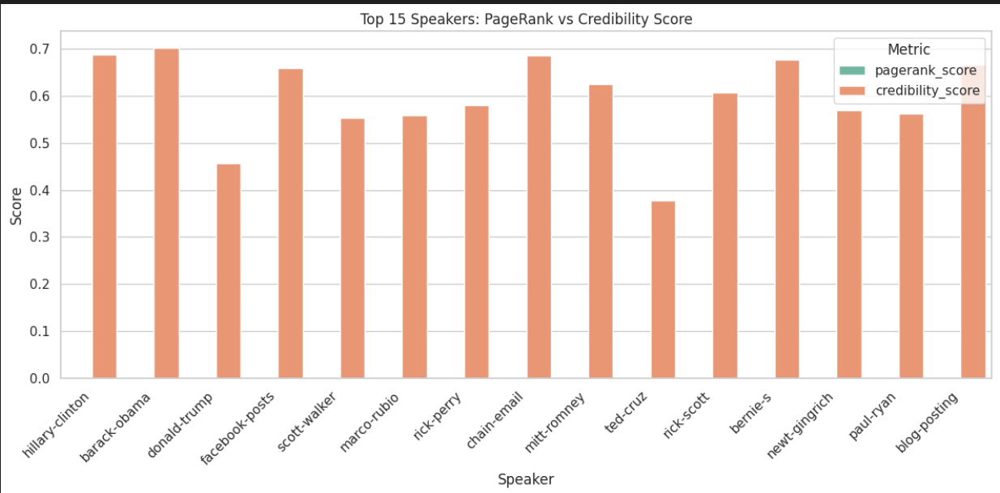 Top 15 Speakers: PageRank vs Credibility Score
Metric
pagerank_score
credibility_score
Score
0.7
0.6
0.5
0.4
0.3
0.2
0.1
0.0
hillary-clinton
barack-obama
donald-trump
facebook-posts
scott-walker
marco-rubio
rick-perry
chain-email
mitt-romney
ted-cruz
rick-scott
bernie-s
newt-gingrich
paul-ryan
blog-posting
Speaker